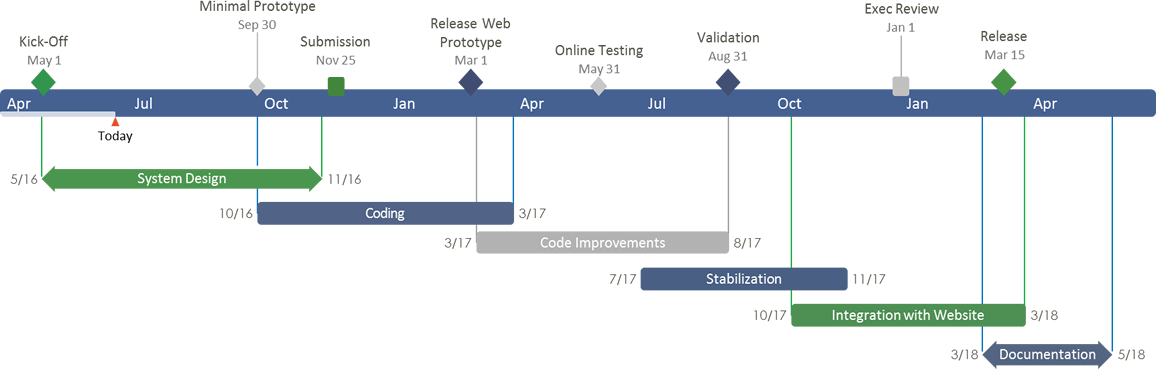 Minimal Prototype
Sep 30
Exec Review
Jan 1
Kick-Off
May 1
Submission
Nov 25
Release Web
Prototype
Mar 1
Online Testing
May 31
Validation
Aug 31
Release
Mar 15
Apr Jul Oct Jan Apr Jul Oct Jan Apr
Today
5/16 System Design 11/16
10/16 Coding 3/17
3/17 Code Improvements 8/17
7/17 Stabilization 11/17
10/17 Integration with Website 3/18
3/18 Documentation 5/18